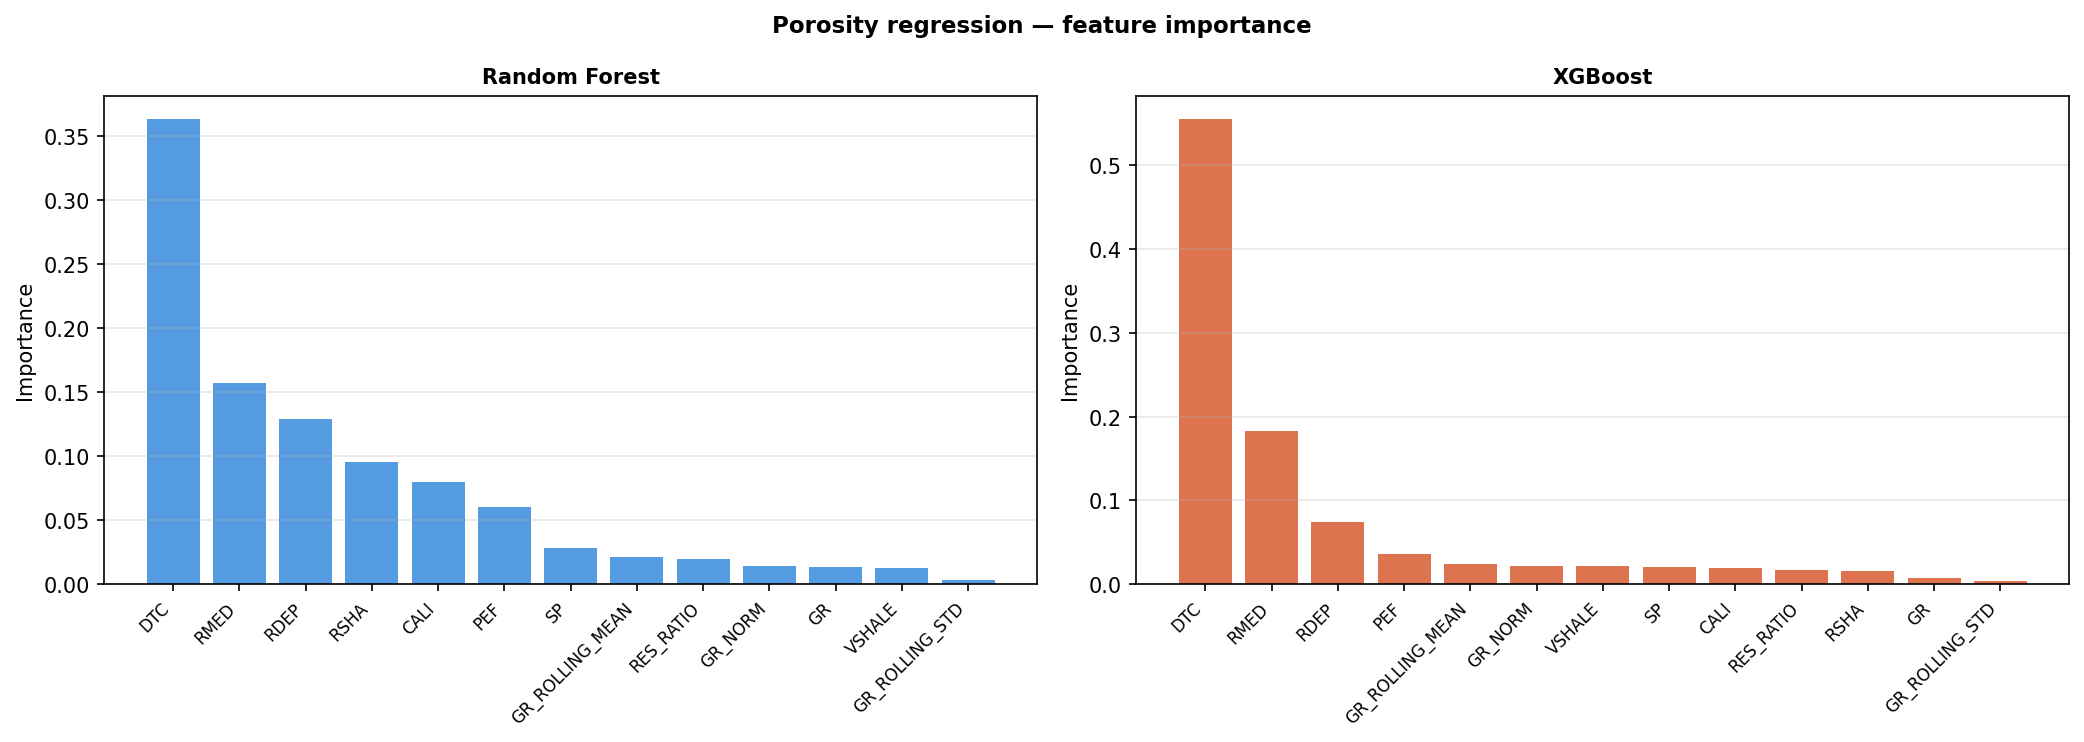 Porosity regression — feature importance
Random Forest
Importance
0.35
0.30
0.25
0.20
0.15
0.10
0.05
0.00
DTC
RMED
RDEP
RSHA
CALI
PEF
SP
GR_ROLLING_MEAN
RES_RATIO
GR_NORM
GR
VSHALE
GR_ROLLING_STD
XGBoost
Importance
0.5
0.4
0.3
0.2
0.1
0.0
DTC
RMED
RDEP
PEF
GR_ROLLING_MEAN
GR_NORM
VSHALE
SP
CALI
RES_RATIO
RSHA
GR
GR_ROLLING_STD